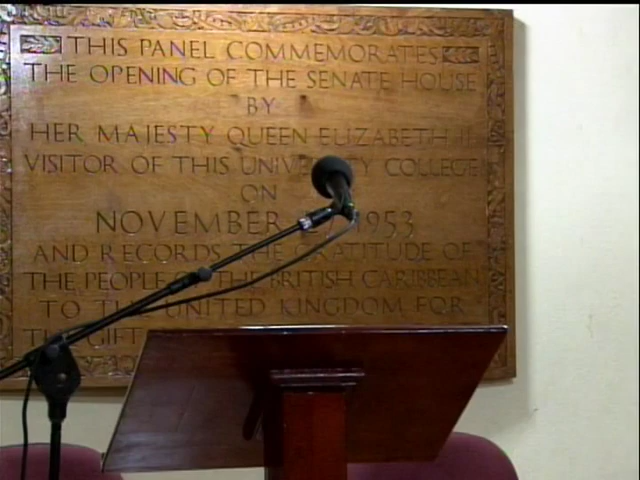 THIS PANEL COMMEMORATES
THE OPENING OF THE SENATE HOUSE
BY
HER MAJESTY QUEEN ELIZABETH II
VISITOR OF THIS UNIVERSITY COLLEGE
ON
NOVEMBER 1953
AND RECORDS THE GRATITUDE OF
THE PEOPLE OF THE BRITISH CARIBBEAN
TO THE UNITED KINGDOM FOR
THE GIFT